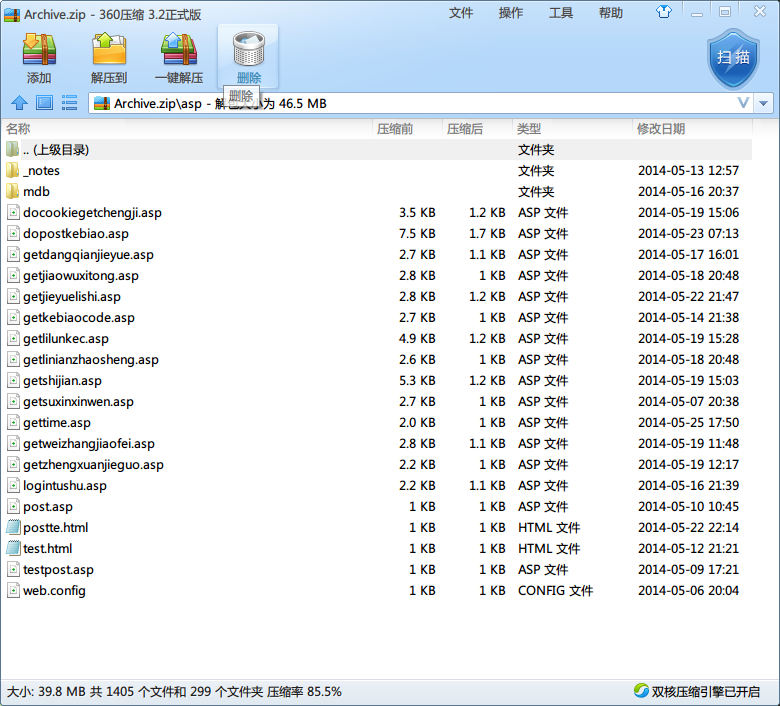 Archive.zip - 360压缩 3.2正式版
文件 操作 工具 帮助
添加 解压到 一键解压 删除 扫描
删除
Archive.zip\asp - 解包大小为 46.5 MB
名称 压缩前 压缩后 类型 修改日期
.. (上级目录) 文件夹
_notes 文件夹 2014-05-13 12:57
mdb 文件夹 2014-05-16 20:37
docookiegetchengji.asp 3.5 KB 1.2 KB ASP 文件 2014-05-19 15:06
dopostkebiao.asp 7.5 KB 1.7 KB ASP 文件 2014-05-23 07:13
getdangqianjieyue.asp 2.7 KB 1.1 KB ASP 文件 2014-05-17 16:01
getjiaowuxitong.asp 2.8 KB 1 KB ASP 文件 2014-05-18 20:48
getjieyuelishi.asp 2.8 KB 1.2 KB ASP 文件 2014-05-22 21:47
getkebiaocode.asp 2.7 KB 1 KB ASP 文件 2014-05-14 21:38
getlilunkec.asp 4.9 KB 1.2 KB ASP 文件 2014-05-19 15:28
getlinianzhaosheng.asp 2.6 KB 1 KB ASP 文件 2014-05-18 20:48
getshijian.asp 5.3 KB 1.2 KB ASP 文件 2014-05-19 15:03
getsuxinxinwen.asp 2.7 KB 1 KB ASP 文件 2014-05-07 20:38
gettime.asp 2.0 KB 1 KB ASP 文件 2014-05-25 17:50
getweizhangjiaofei.asp 2.8 KB 1.1 KB ASP 文件 2014-05-19 11:48
getzhengxuanjieguo.asp 2.2 KB 1 KB ASP 文件 2014-05-19 12:17
logintushu.asp 2.2 KB 1.1 KB ASP 文件 2014-05-16 21:39
post.asp 1 KB 1 KB ASP 文件 2014-05-10 10:45
postte.html 1 KB 1 KB HTML 文件 2014-05-22 22:14
test.html 1 KB 1 KB HTML 文件 2014-05-12 21:21
testpost.asp 1 KB 1 KB ASP 文件 2014-05-09 17:21
web.config 1 KB 1 KB CONFIG 文件 2014-05-06 20:04
大小: 39.8 MB 共 1405 个文件和 299 个文件夹 压缩率 85.5% 双核压缩引擎已开启